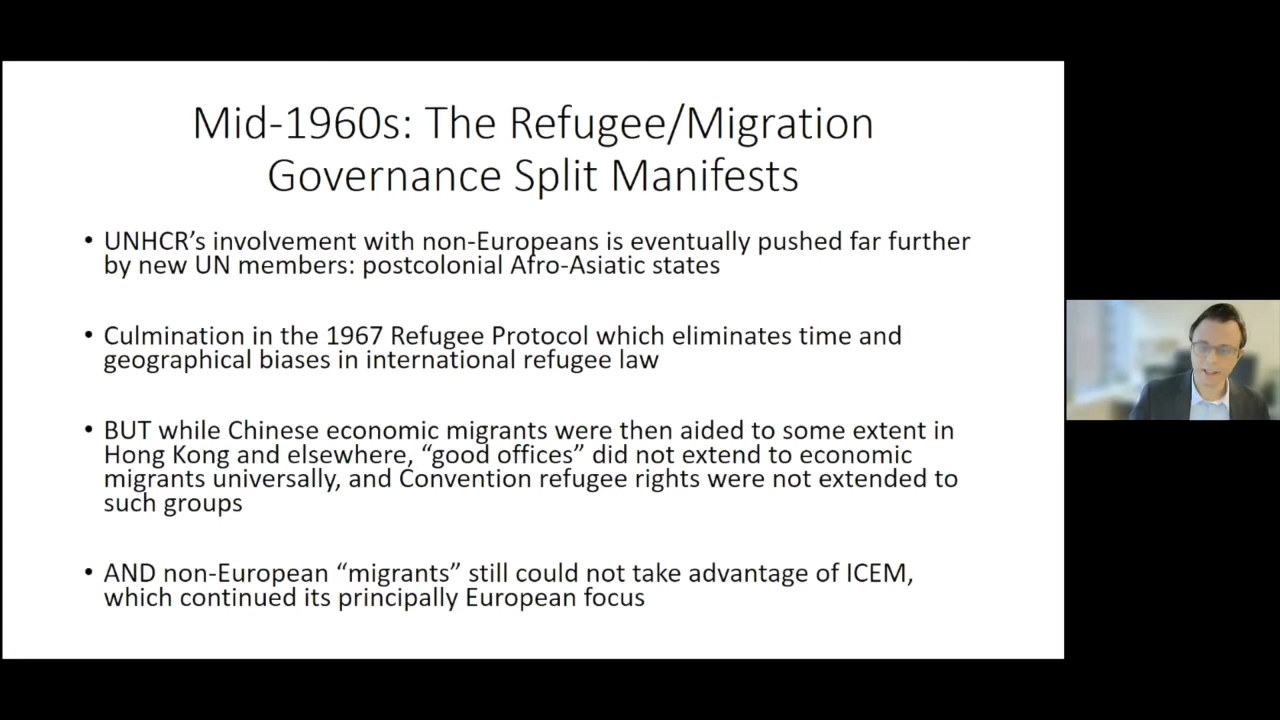 Mid-1960s: The Refugee/Migration
Governance Split Manifests
• UNHCR’s involvement with non-Europeans is eventually pushed far further
by new UN members: postcolonial Afro-Asiatic states
• Culmination in the 1967 Refugee Protocol which eliminates time and
geographical biases in international refugee law
• BUT while Chinese economic migrants were then aided to some extent in
Hong Kong and elsewhere, “good offices” did not extend to economic
migrants universally, and Convention refugee rights were not extended to
such groups
• AND non-European “migrants” still could not take advantage of ICEM,
which continued its principally European focus